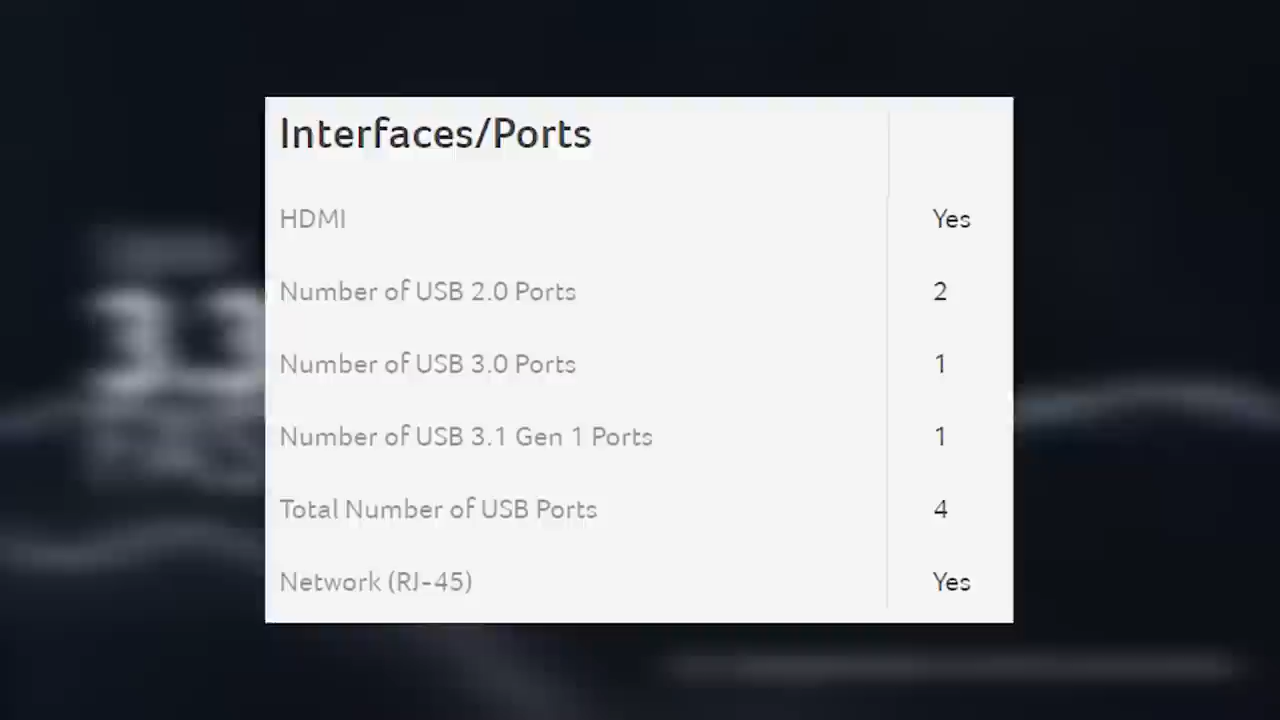 Interfaces/Ports
HDMI Yes
Number of USB 2.0 Ports 2
Number of USB 3.0 Ports 1
Number of USB 3.1 Gen 1 Ports 1
Total Number of USB Ports 4
Network (RJ-45) Yes